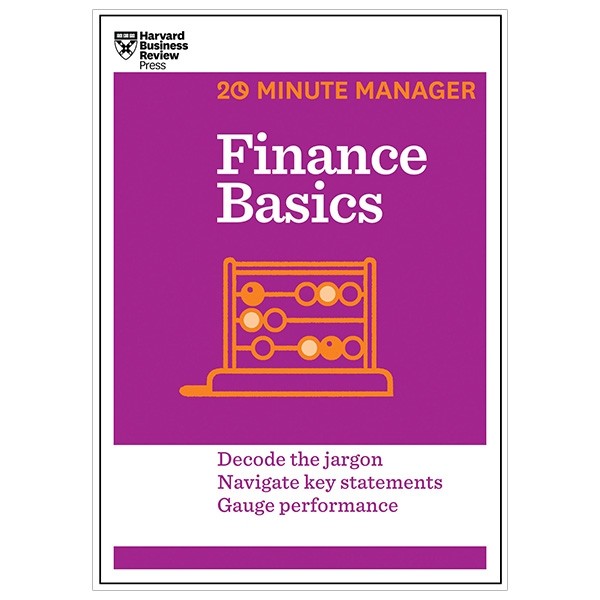 Harvard
Business
Review
Press
20 MINUTE MANAGER
Finance
Basics
Decode the jargon
Navigate key statements
Gauge performance